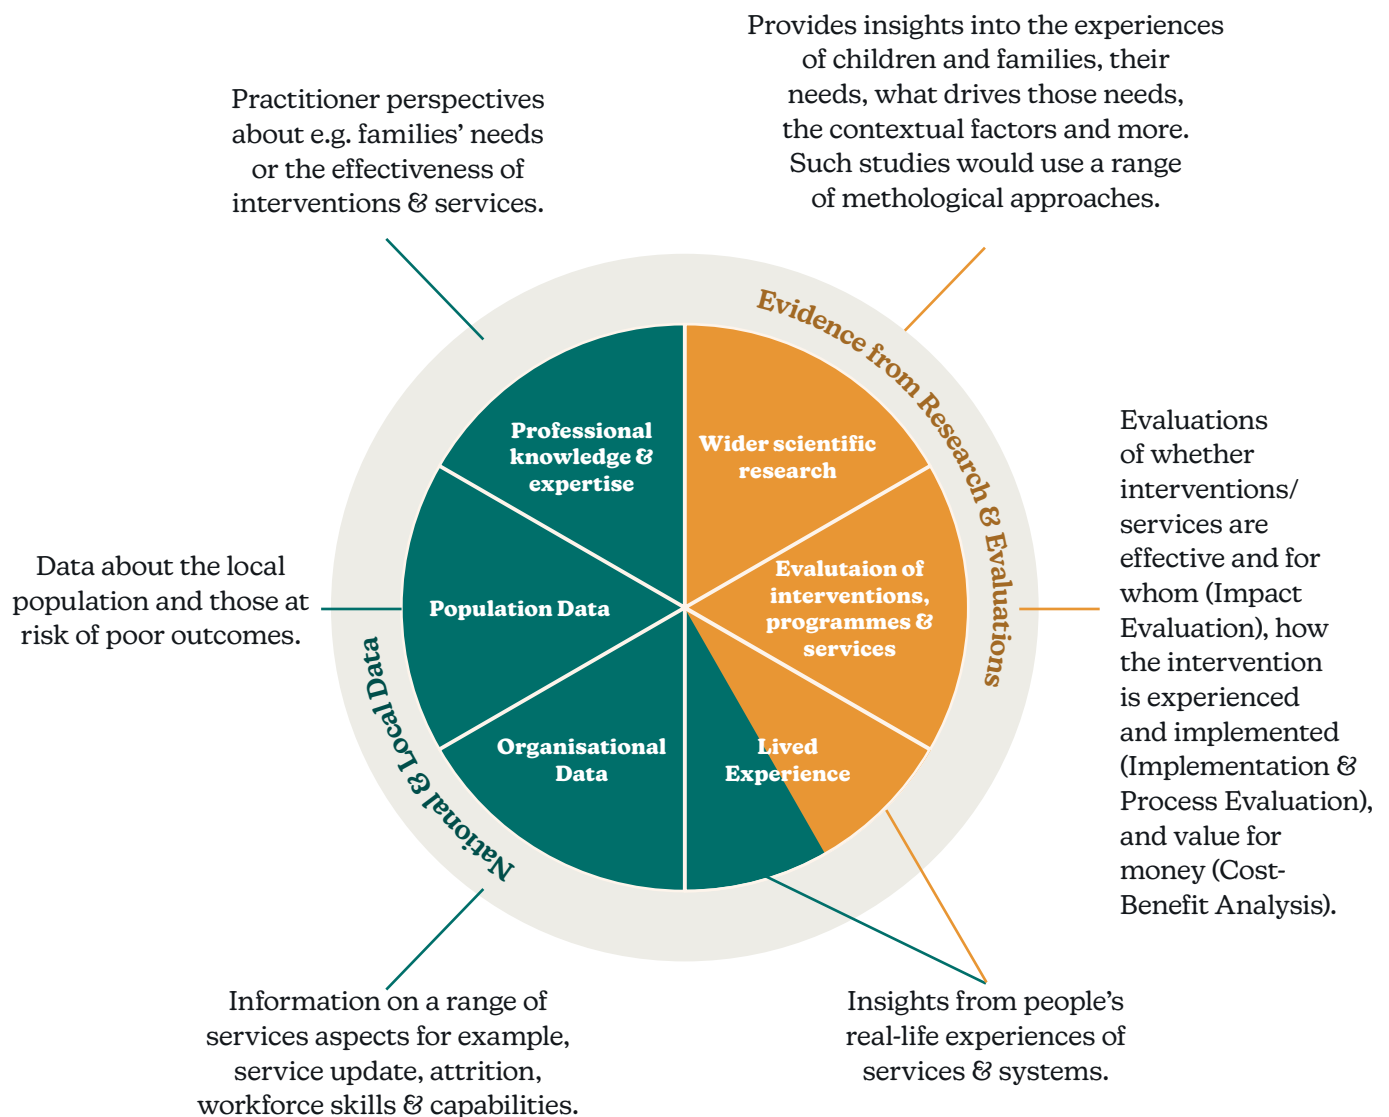 Provides insights into the experiences
of children and families, their
needs, what drives those needs,
the contextual factors and more.
Such studies would use a range
of methological approaches.
Practitioner perspectives
about e.g. families’ needs
or the effectiveness of
interventions & services.
Evidence from Research & Evaluations
Professional
knowledge &
expertise
Wider scientific
research
Evaluations
of whether
interventions/
services are
effective and for
whom (Impact
Evaluation), how
the intervention
is experienced
and implemented
(Implementation &
Process Evaluation),
and value for
money (Cost-
Benefit Analysis).
Data about the local
population and those at
risk of poor outcomes.
Population Data
Evalutaion of
interventions,
programmes &
services
National & Local Data
Organisational
Data
Lived
Experience
Information on a range of
services aspects for example,
service update, attrition,
workforce skills & capabilities.
Insights from people’s
real-life experiences of
services & systems.